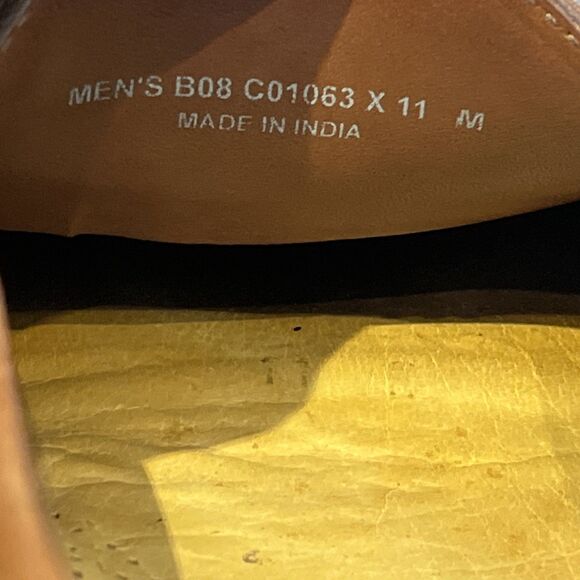 MEN'S B08 C01063 X 11 M
MADE IN INDIA